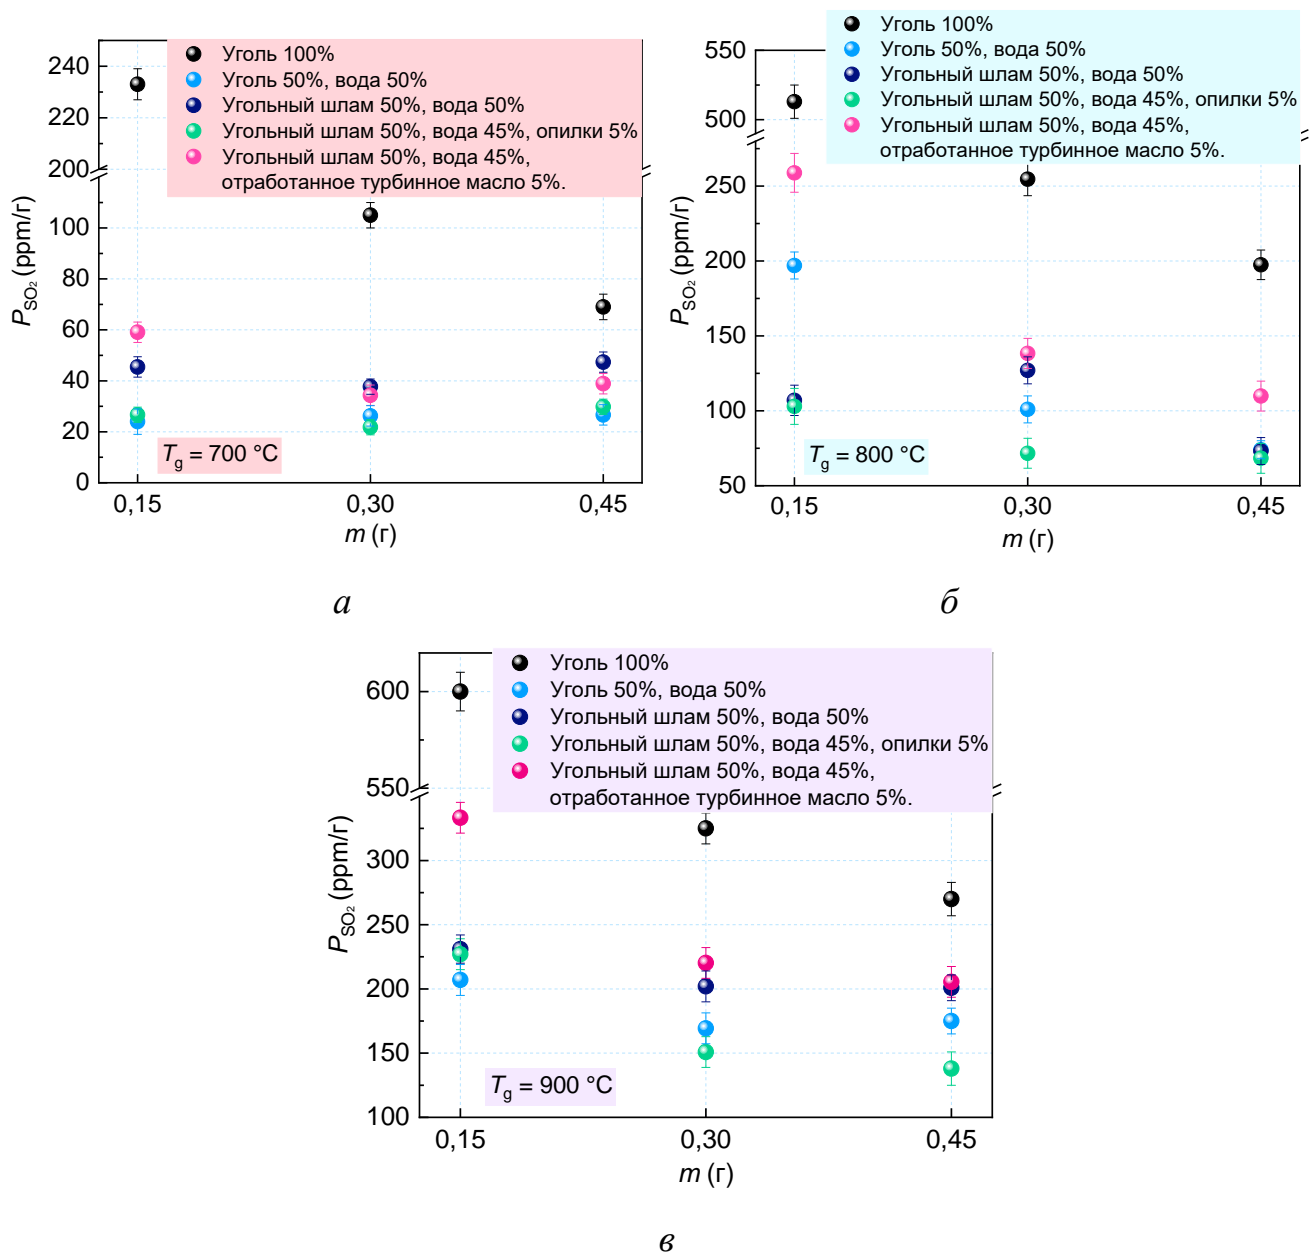 Уголь 100%
Уголь 50%, вода 50%
Угольный шлам 50%, вода 50%
Угольный шлам 50%, вода 45%, опилки 5%
Угольный шлам 50%, вода 45%,
отработанное турбинное масло 5%.
240
220
200
100
80
60
40
20
0
P_SO₂ (ppm/г)
T_g = 700 °C
0,15 0,30 0,45
m (г)
а
Уголь 100%
Уголь 50%, вода 50%
Угольный шлам 50%, вода 50%
Угольный шлам 50%, вода 45%, опилки 5%
Угольный шлам 50%, вода 45%,
отработанное турбинное масло 5%.
550
500
250
200
150
100
50
P_SO₂ (ppm/г)
T_g = 800 °C
0,15 0,30 0,45
m (г)
б
Уголь 100%
Уголь 50%, вода 50%
Угольный шлам 50%, вода 50%
Угольный шлам 50%, вода 45%, опилки 5%
Угольный шлам 50%, вода 45%,
отработанное турбинное масло 5%.
600
550
300
250
200
150
100
P_SO₂ (ppm/г)
T_g = 900 °C
0,15 0,30 0,45
m (г)
в